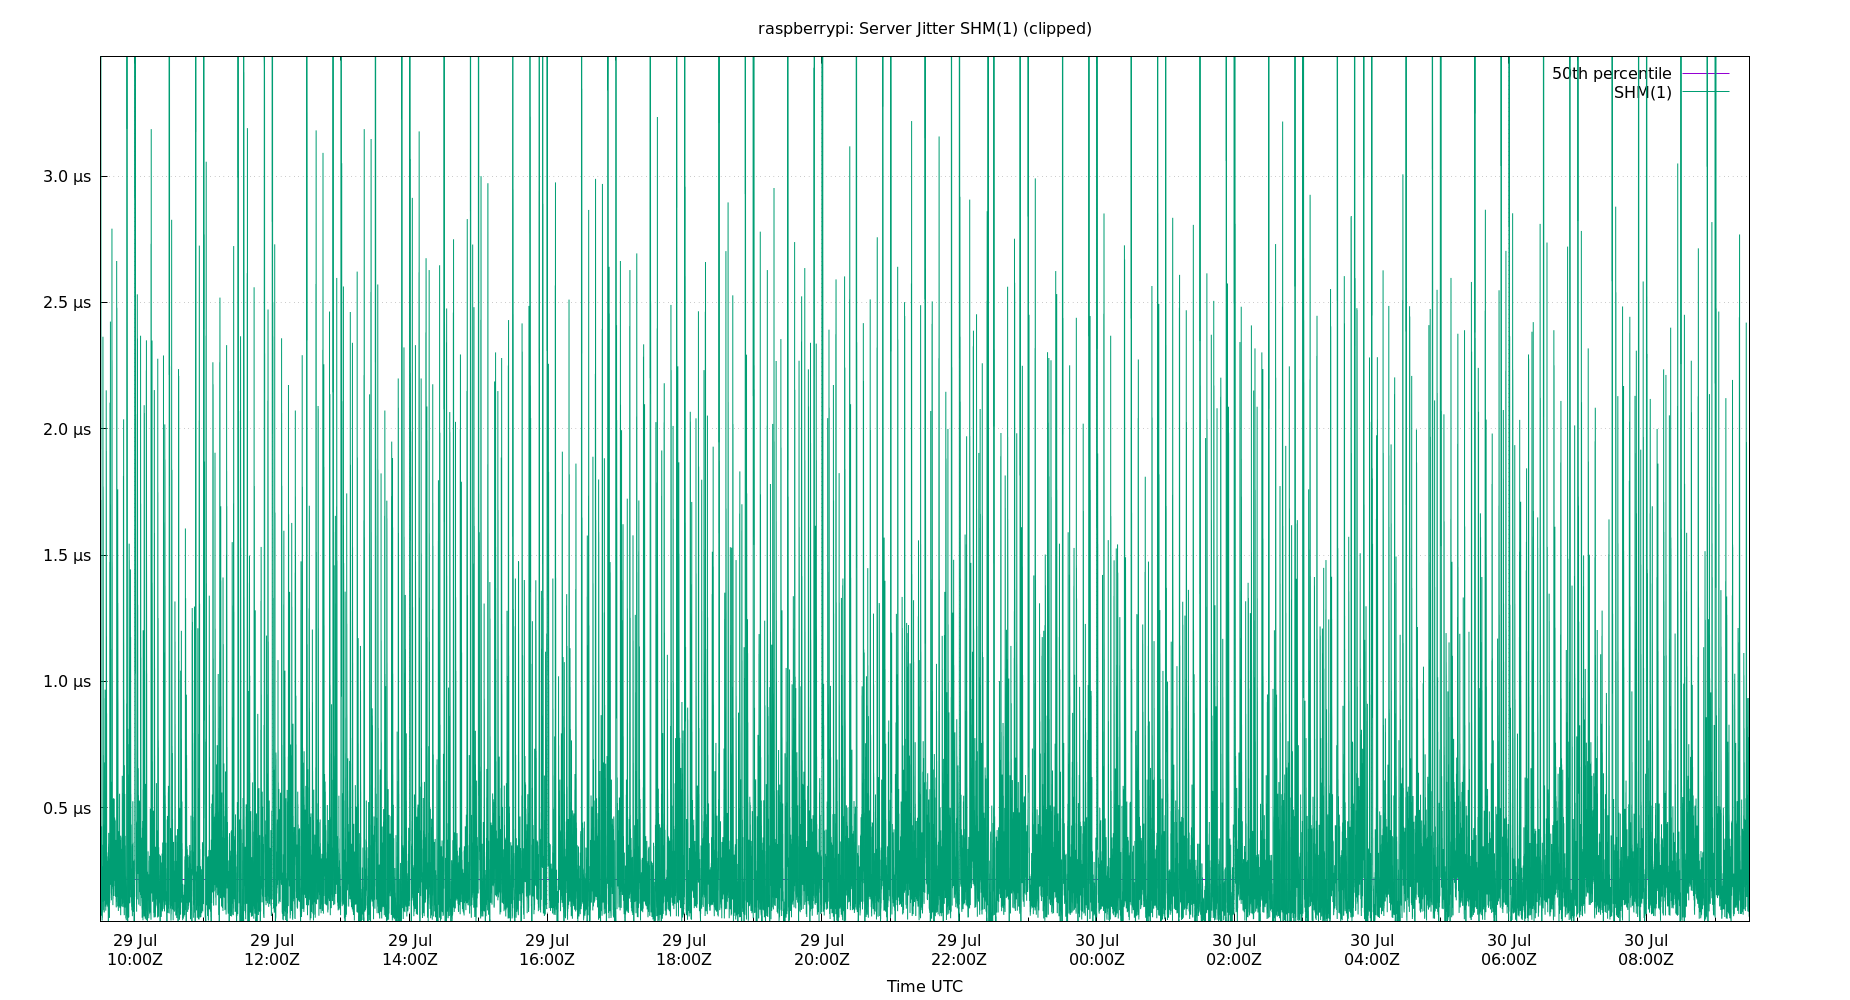 raspberrypi: Server Jitter SHM(1) (clipped)
50th percentile
SHM(1)
3.0 μs
2.5 μs
2.0 μs
1.5 μs
1.0 μs
0.5 μs
29 Jul 29 Jul 29 Jul 29 Jul 29 Jul 29 Jul 29 Jul 30 Jul 30 Jul 30 Jul 30 Jul 30 Jul
10:00Z 12:00Z 14:00Z 16:00Z 18:00Z 20:00Z 22:00Z 00:00Z 02:00Z 04:00Z 06:00Z 08:00Z
Time UTC